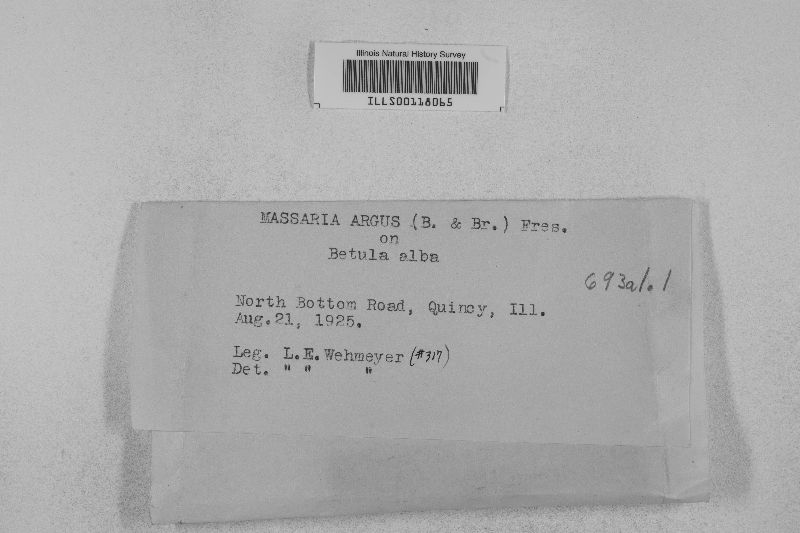 Illinois Natural History Survey
ILLS00118065
MASSARIA ARGUS (B. & Br.) Fres.
on
Betula alba
693a1.1
North Bottom Road, Quincy, Ill.
Aug.21, 1925.
Leg. L.E.Wehmeyer (#317)
Det. " " "